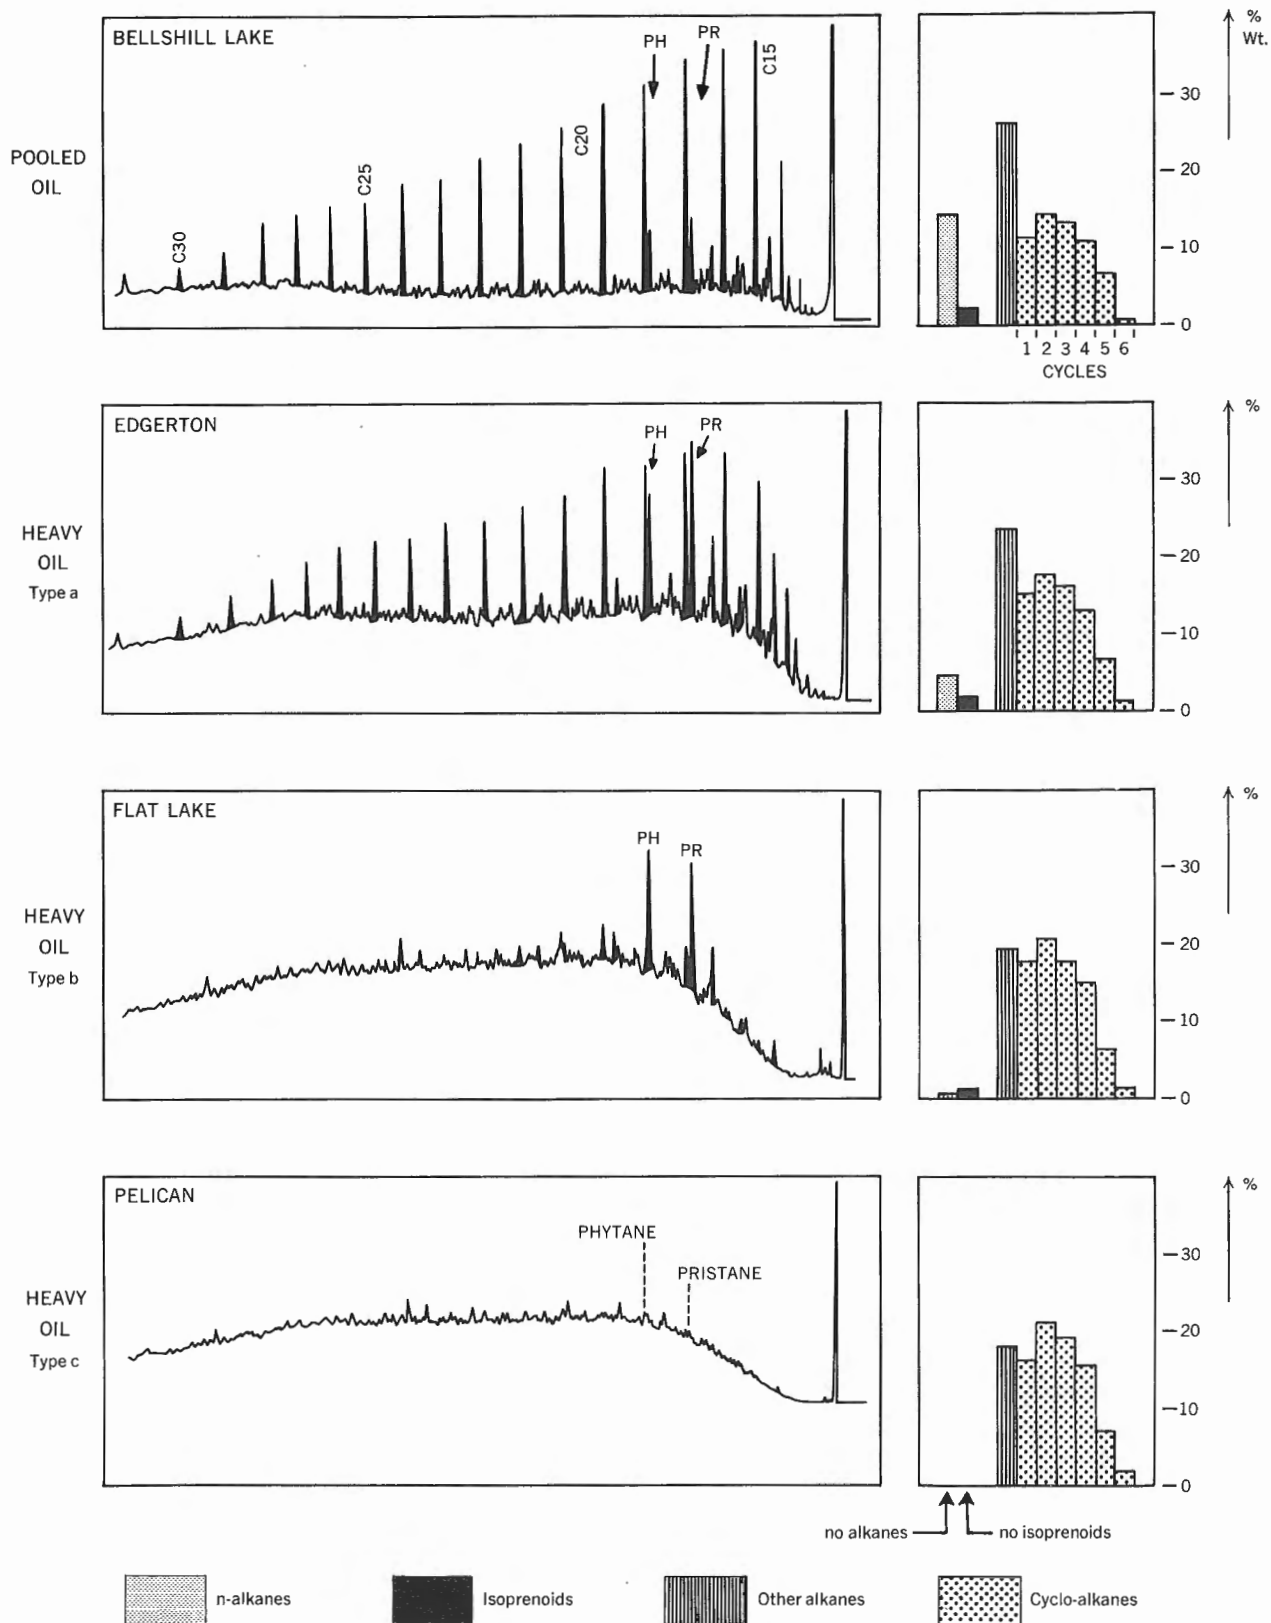 BELLSHILL LAKE
POOLED
OIL
PH
PR
C15
C20
C25
C30
%
Wt.
30
20
10
0
1 2 3 4 5 6
CYCLES
EDGERTON
HEAVY
OIL
Type a
PH
PR
%
30
20
10
0
FLAT LAKE
HEAVY
OIL
Type b
PH
PR
%
30
20
10
0
PELICAN
HEAVY
OIL
Type c
PHYTANE
PRISTANE
%
30
20
10
0
no alkanes
no isoprenoids
n-alkanes
Isoprenoids
Other alkanes
Cyclo-alkanes